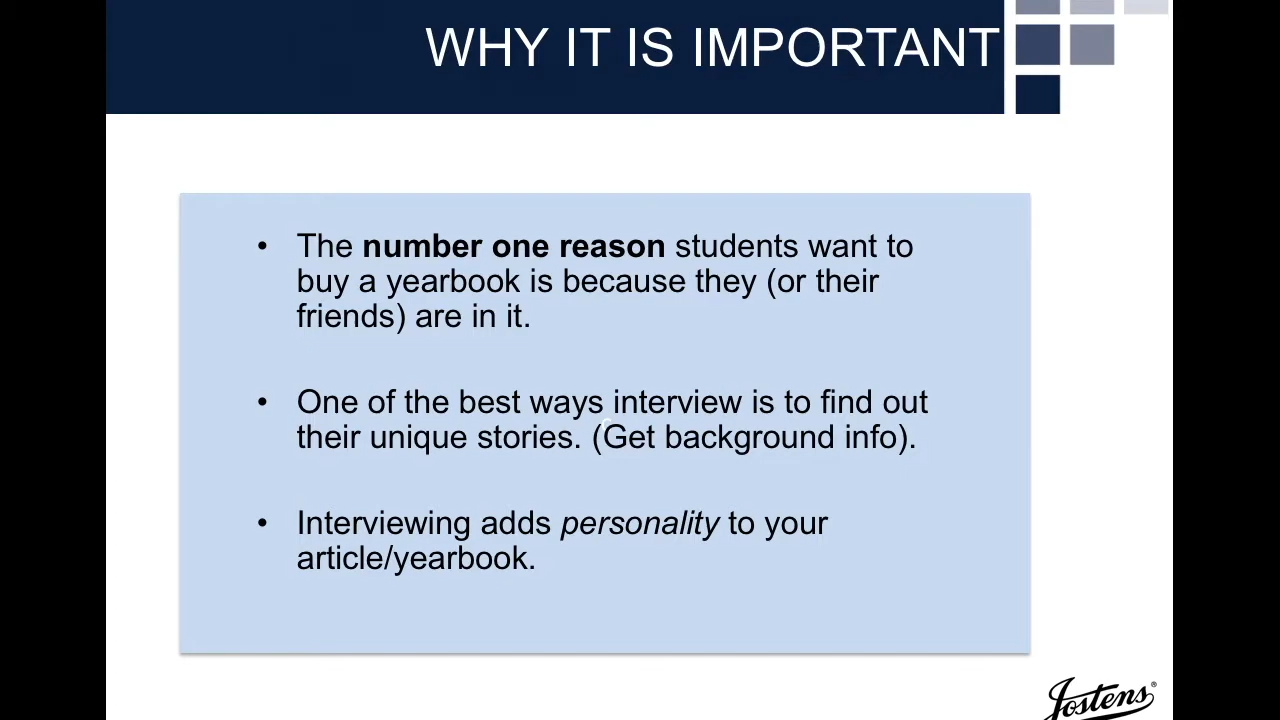 WHY IT IS IMPORTANT
• The number one reason students want to
buy a yearbook is because they (or their
friends) are in it.
• One of the best ways interview is to find out
their unique stories. (Get background info).
• Interviewing adds personality to your
article/yearbook.
Jostens®